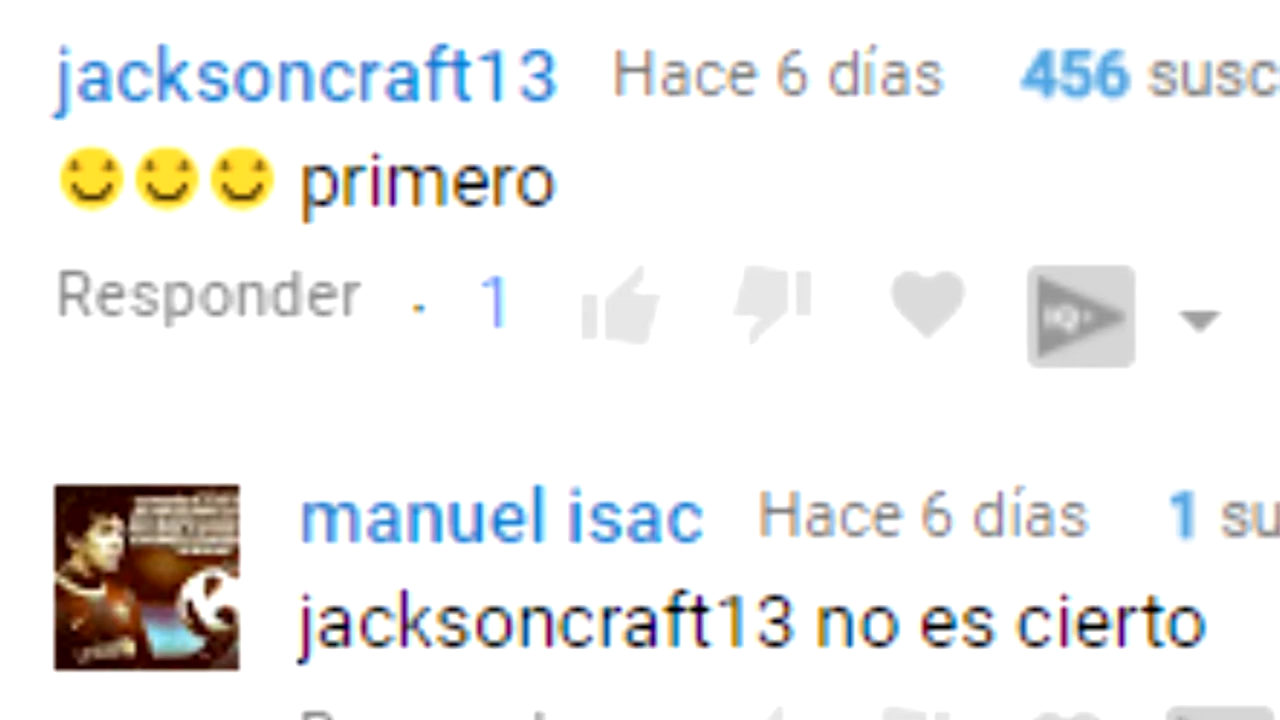 jacksoncraft13 Hace 6 días 456 susc
😊😊😊 primero
Responder · 1
IQ
manuel isac Hace 6 días 1 su
jacksoncraft13 no es cierto